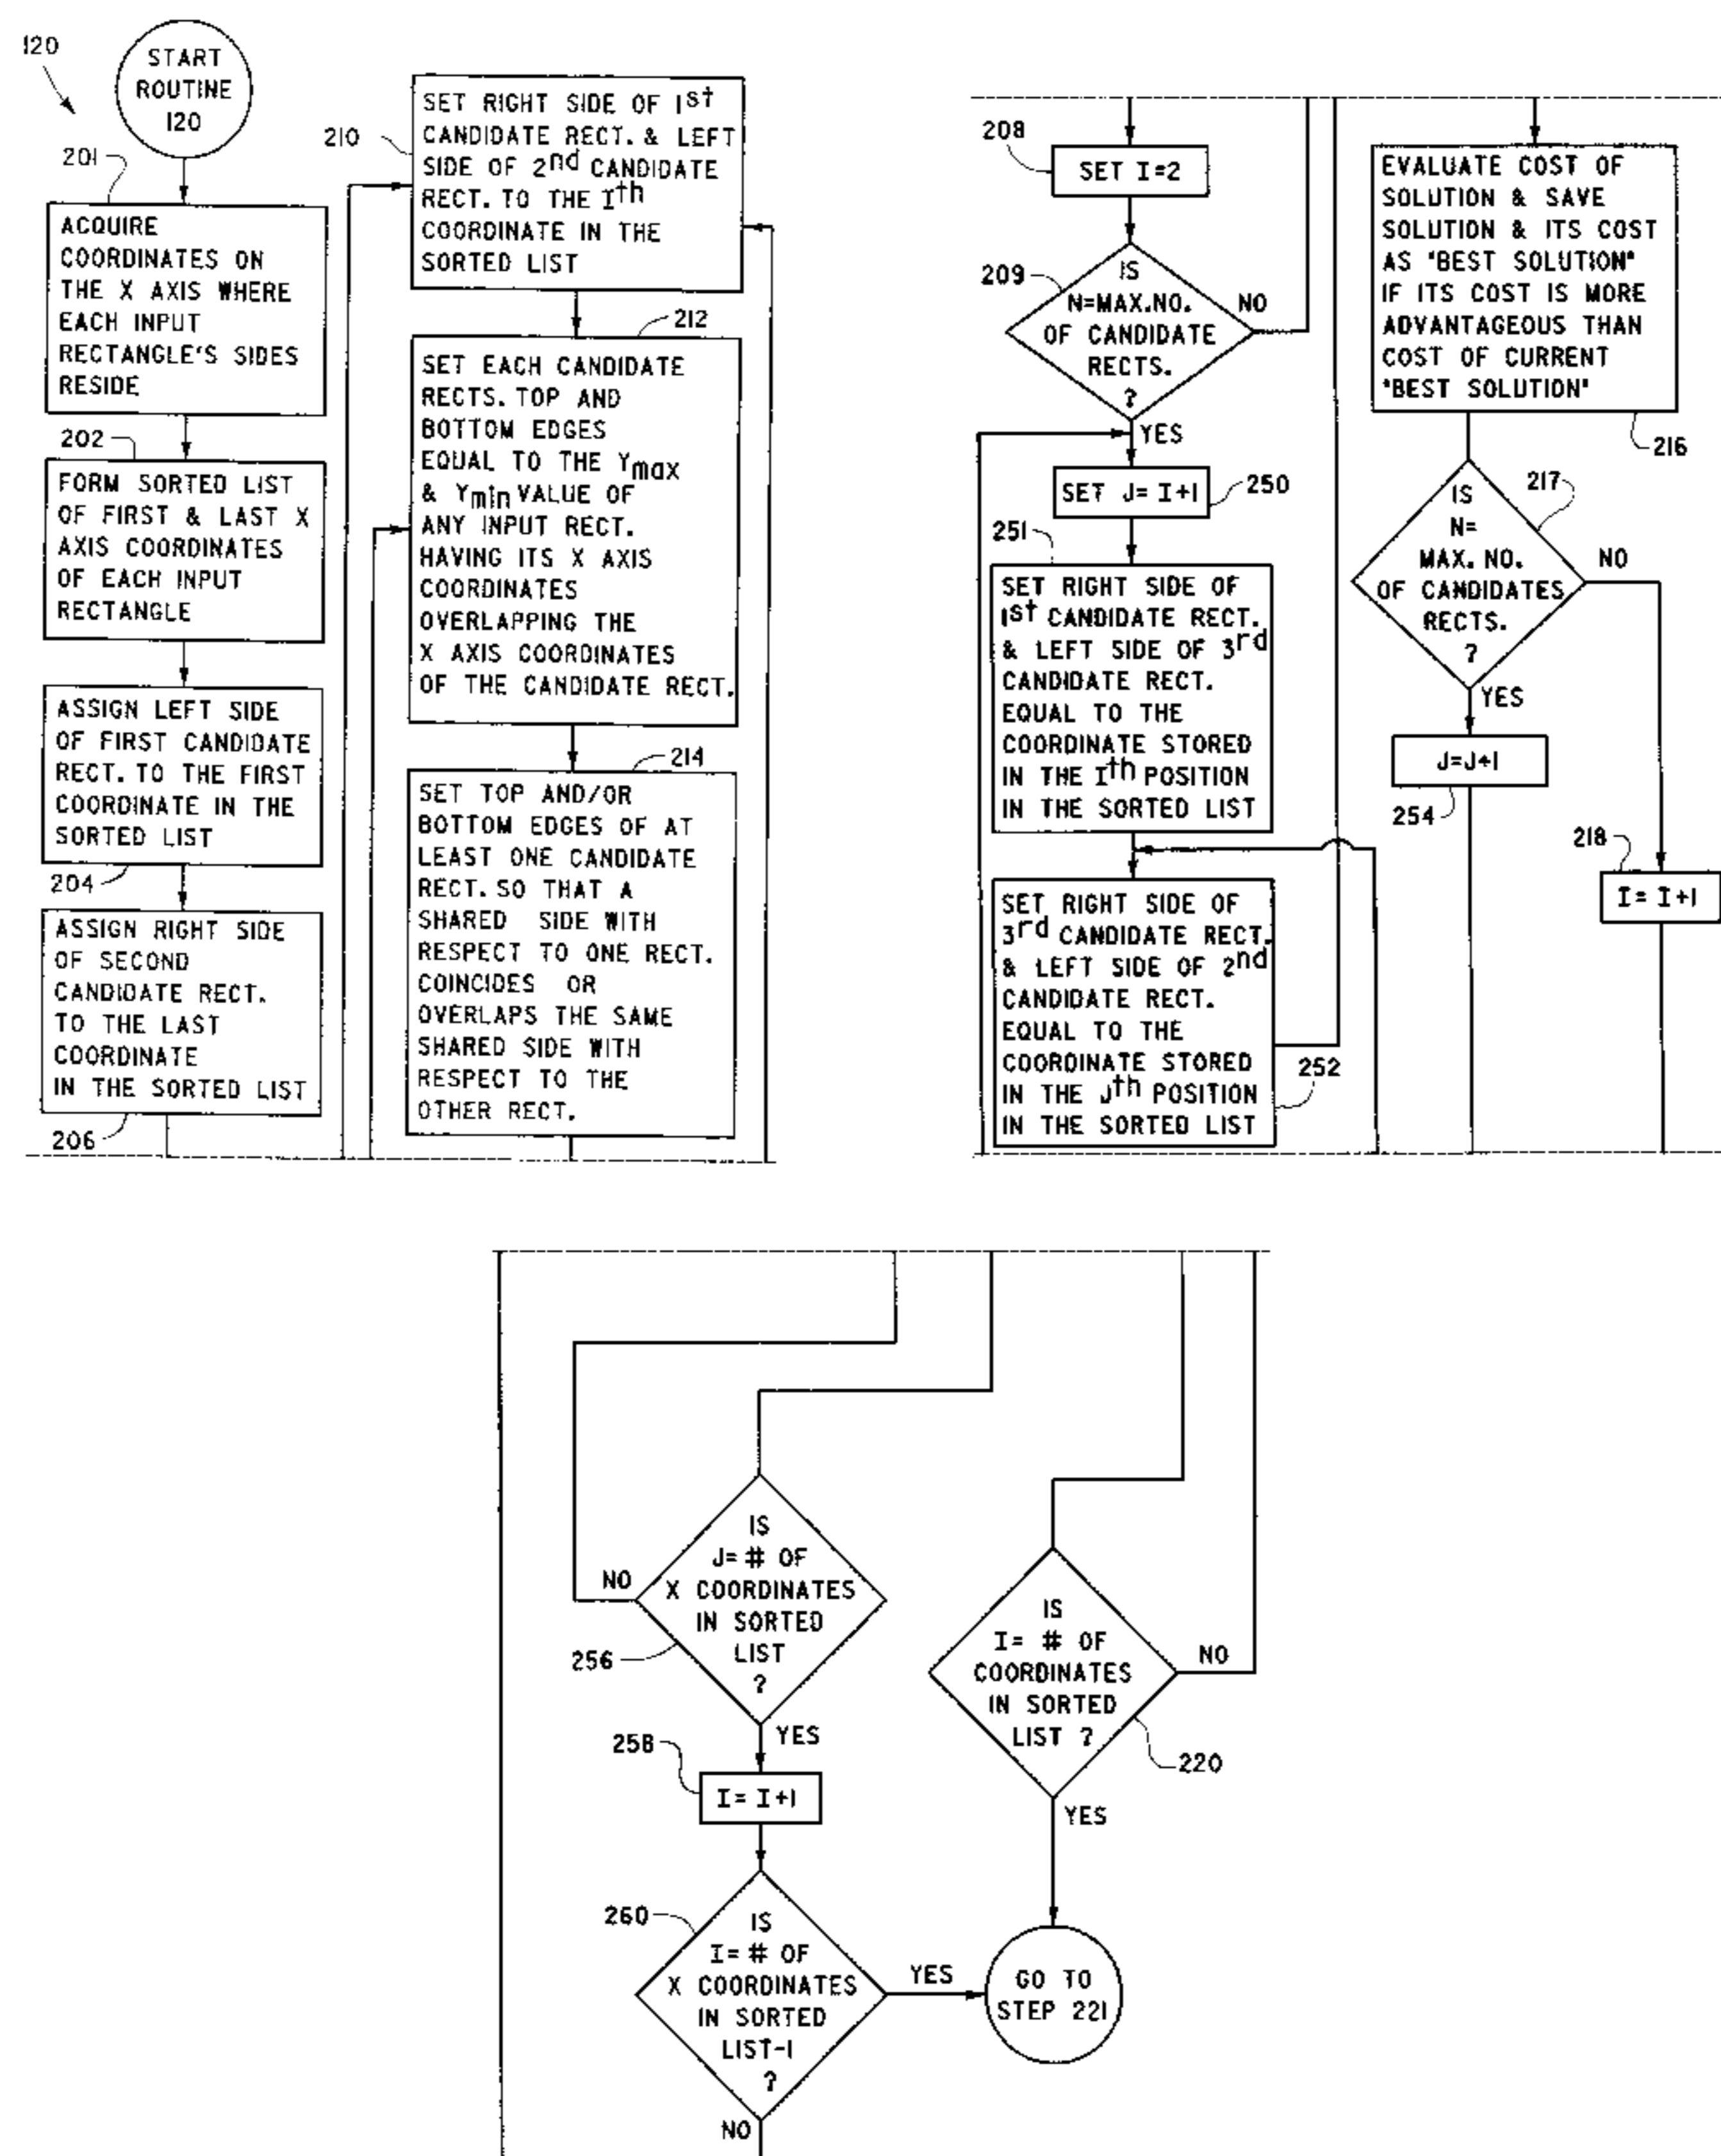 120
START
ROUTINE
120
201
ACQUIRE
COORDINATES ON
THE X AXIS WHERE
EACH INPUT
RECTANGLE'S SIDES
RESIDE
202
FORM SORTED LIST
OF FIRST & LAST X
AXIS COORDINATES
OF EACH INPUT
RECTANGLE
ASSIGN LEFT SIDE
OF FIRST CANDIDATE
RECT. TO THE FIRST
COORDINATE IN THE
SORTED LIST
204
ASSIGN RIGHT SIDE
OF SECOND
CANDIDATE RECT.
TO THE LAST
COORDINATE
IN THE SORTED LIST
206
210
SET RIGHT SIDE OF 1st
CANDIDATE RECT. & LEFT
SIDE OF 2nd CANDIDATE
RECT. TO THE Ith
COORDINATE IN THE
SORTED LIST
212
SET EACH CANDIDATE
RECTS. TOP AND
BOTTOM EDGES
EQUAL TO THE Ymax
& Ymin VALUE OF
ANY INPUT RECT.
HAVING ITS X AXIS
COORDINATES
OVERLAPPING THE
X AXIS COORDINATES
OF THE CANDIDATE RECT.
214
SET TOP AND/OR
BOTTOM EDGES OF AT
LEAST ONE CANDIDATE
RECT. SO THAT A
SHARED SIDE WITH
RESPECT TO ONE RECT.
COINCIDES OR
OVERLAPS THE SAME
SHARED SIDE WITH
RESPECT TO THE
OTHER RECT.
208
SET I=2
209
IS
N=MAX.NO.
OF CANDIDATE
RECTS.
?
NO
YES
SET J= I+1
250
251
SET RIGHT SIDE OF
1st CANDIDATE RECT.
& LEFT SIDE OF 3rd
CANDIDATE RECT.
EQUAL TO THE
COORDINATE STORED
IN THE Ith POSITION
IN THE SORTED LIST
SET RIGHT SIDE OF
3rd CANDIDATE RECT.
& LEFT SIDE OF 2nd
CANDIDATE RECT.
EQUAL TO THE
COORDINATE STORED
IN THE Jth POSITION
IN THE SORTED LIST
252
EVALUATE COST OF
SOLUTION & SAVE
SOLUTION & ITS COST
AS "BEST SOLUTION"
IF ITS COST IS MORE
ADVANTAGEOUS THAN
COST OF CURRENT
"BEST SOLUTION"
216
217
IS
N=
MAX. NO.
OF CANDIDATES
RECTS.
?
NO
YES
J=J+1
254
218
I= I+1
IS
J= # OF
X COORDINATES
IN SORTED
LIST
?
NO
256
YES
258
I= I+1
260
IS
I= # OF
X COORDINATES
IN SORTED
LIST-1
?
YES
NO
IS
I= # OF
COORDINATES
IN SORTED
LIST ?
NO
220
YES
GO TO
STEP 221